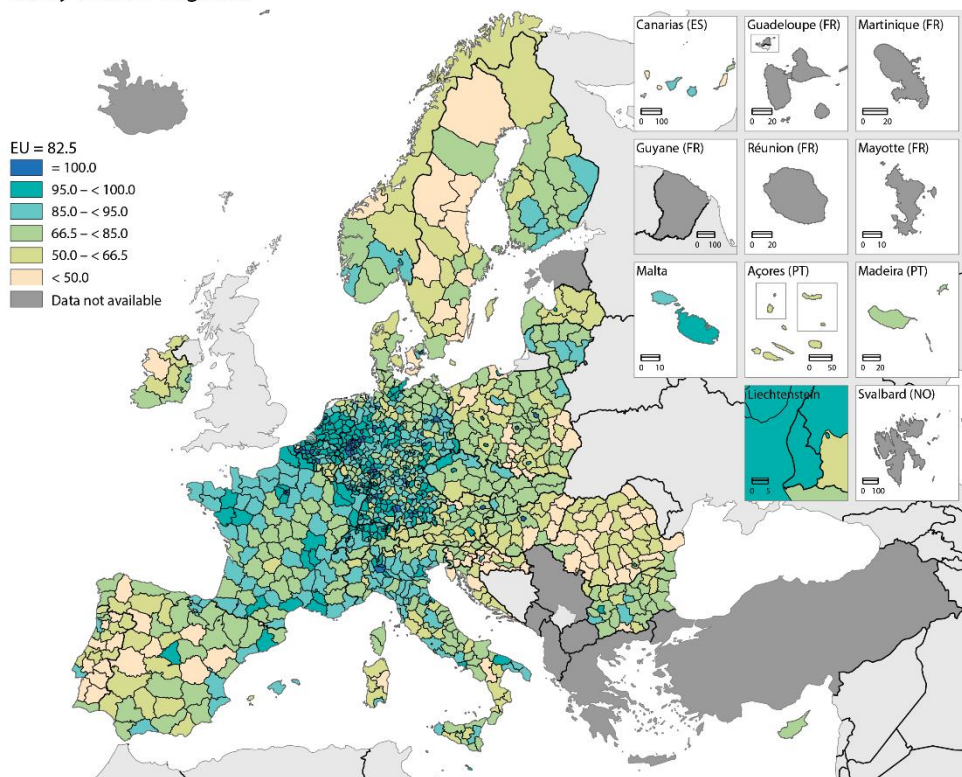 EU = 82.5
= 100.0
95.0 – < 100.0
85.0 – < 95.0
66.5 – < 85.0
50.0 – < 66.5
< 50.0
Data not available
Canarias (ES)
0 100
Guadeloupe (FR)
0 20
Martinique (FR)
0 20
Guyane (FR)
0 100
Réunion (FR)
0 20
Mayotte (FR)
0 10
Malta
0 10
Açores (PT)
0 50
Madeira (PT)
0 20
Liechtenstein
0 5
Svalbard (NO)
0 100